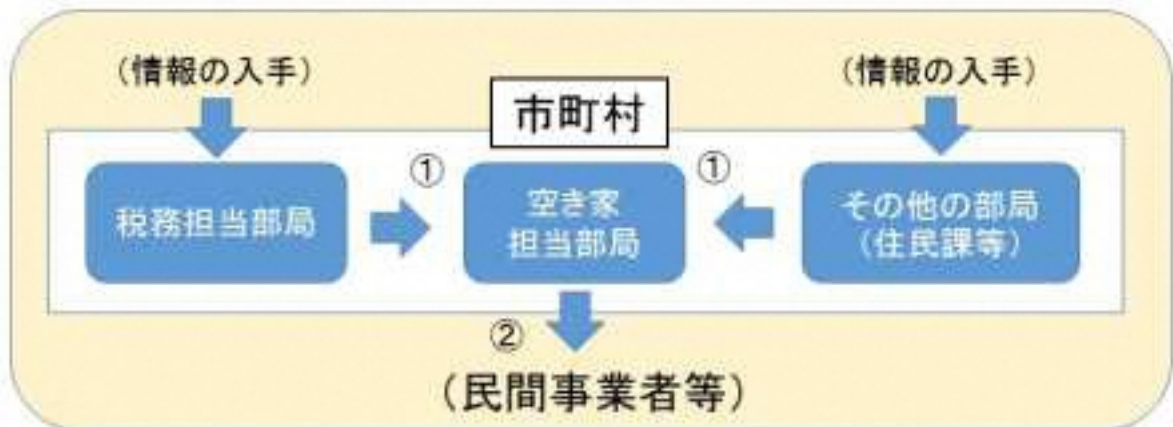 （情報の入手）
（情報の入手）
市町村
①
①
税務担当部局
空き家
担当部局
その他の部局
（住民課等）
②
（民間事業者等）